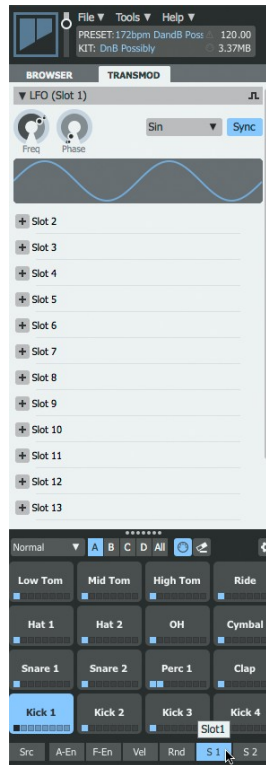 File ▼ Tools ▼ Help ▼
PRESET:172bpm DandB Poss 120.00
KIT: DnB Possibly 3.37MB
BROWSER TRANSMOD
▼ LFO (Slot 1)
Sin ▼ Sync
Freq Phase
+ Slot 2
+ Slot 3
+ Slot 4
+ Slot 5
+ Slot 6
+ Slot 7
+ Slot 8
+ Slot 9
+ Slot 10
+ Slot 11
+ Slot 12
+ Slot 13
Normal ▼ A B C D All
Low Tom Mid Tom High Tom Ride
Hat 1 Hat 2 OH Cymbal
Snare 1 Snare 2 Perc 1 Clap
Kick 1 Kick 2 Kick 3 Kick 4
Slot1
Src A-En F-En Vel Rnd S 1 S 2